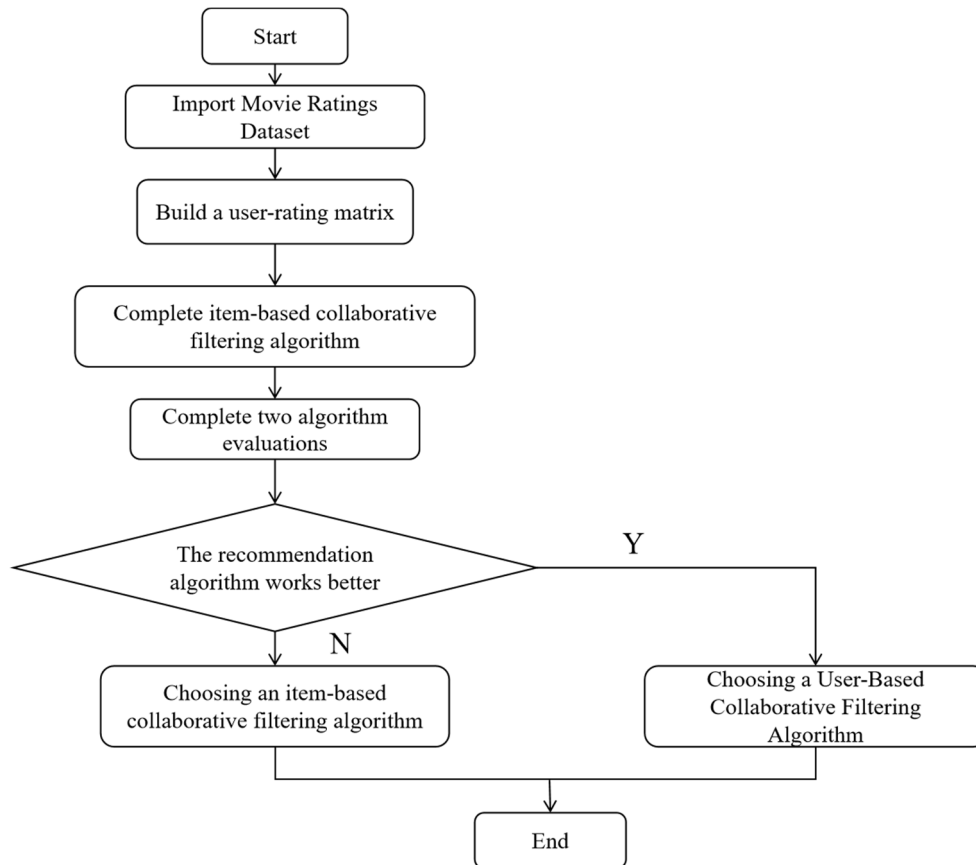 Start
Import Movie Ratings
Dataset
Build a user-rating matrix
Complete item-based collaborative
filtering algorithm
Complete two algorithm
evaluations
The recommendation
algorithm works better
Y
N
Choosing an item-based
collaborative filtering algorithm
Choosing a User-Based
Collaborative Filtering
Algorithm
End